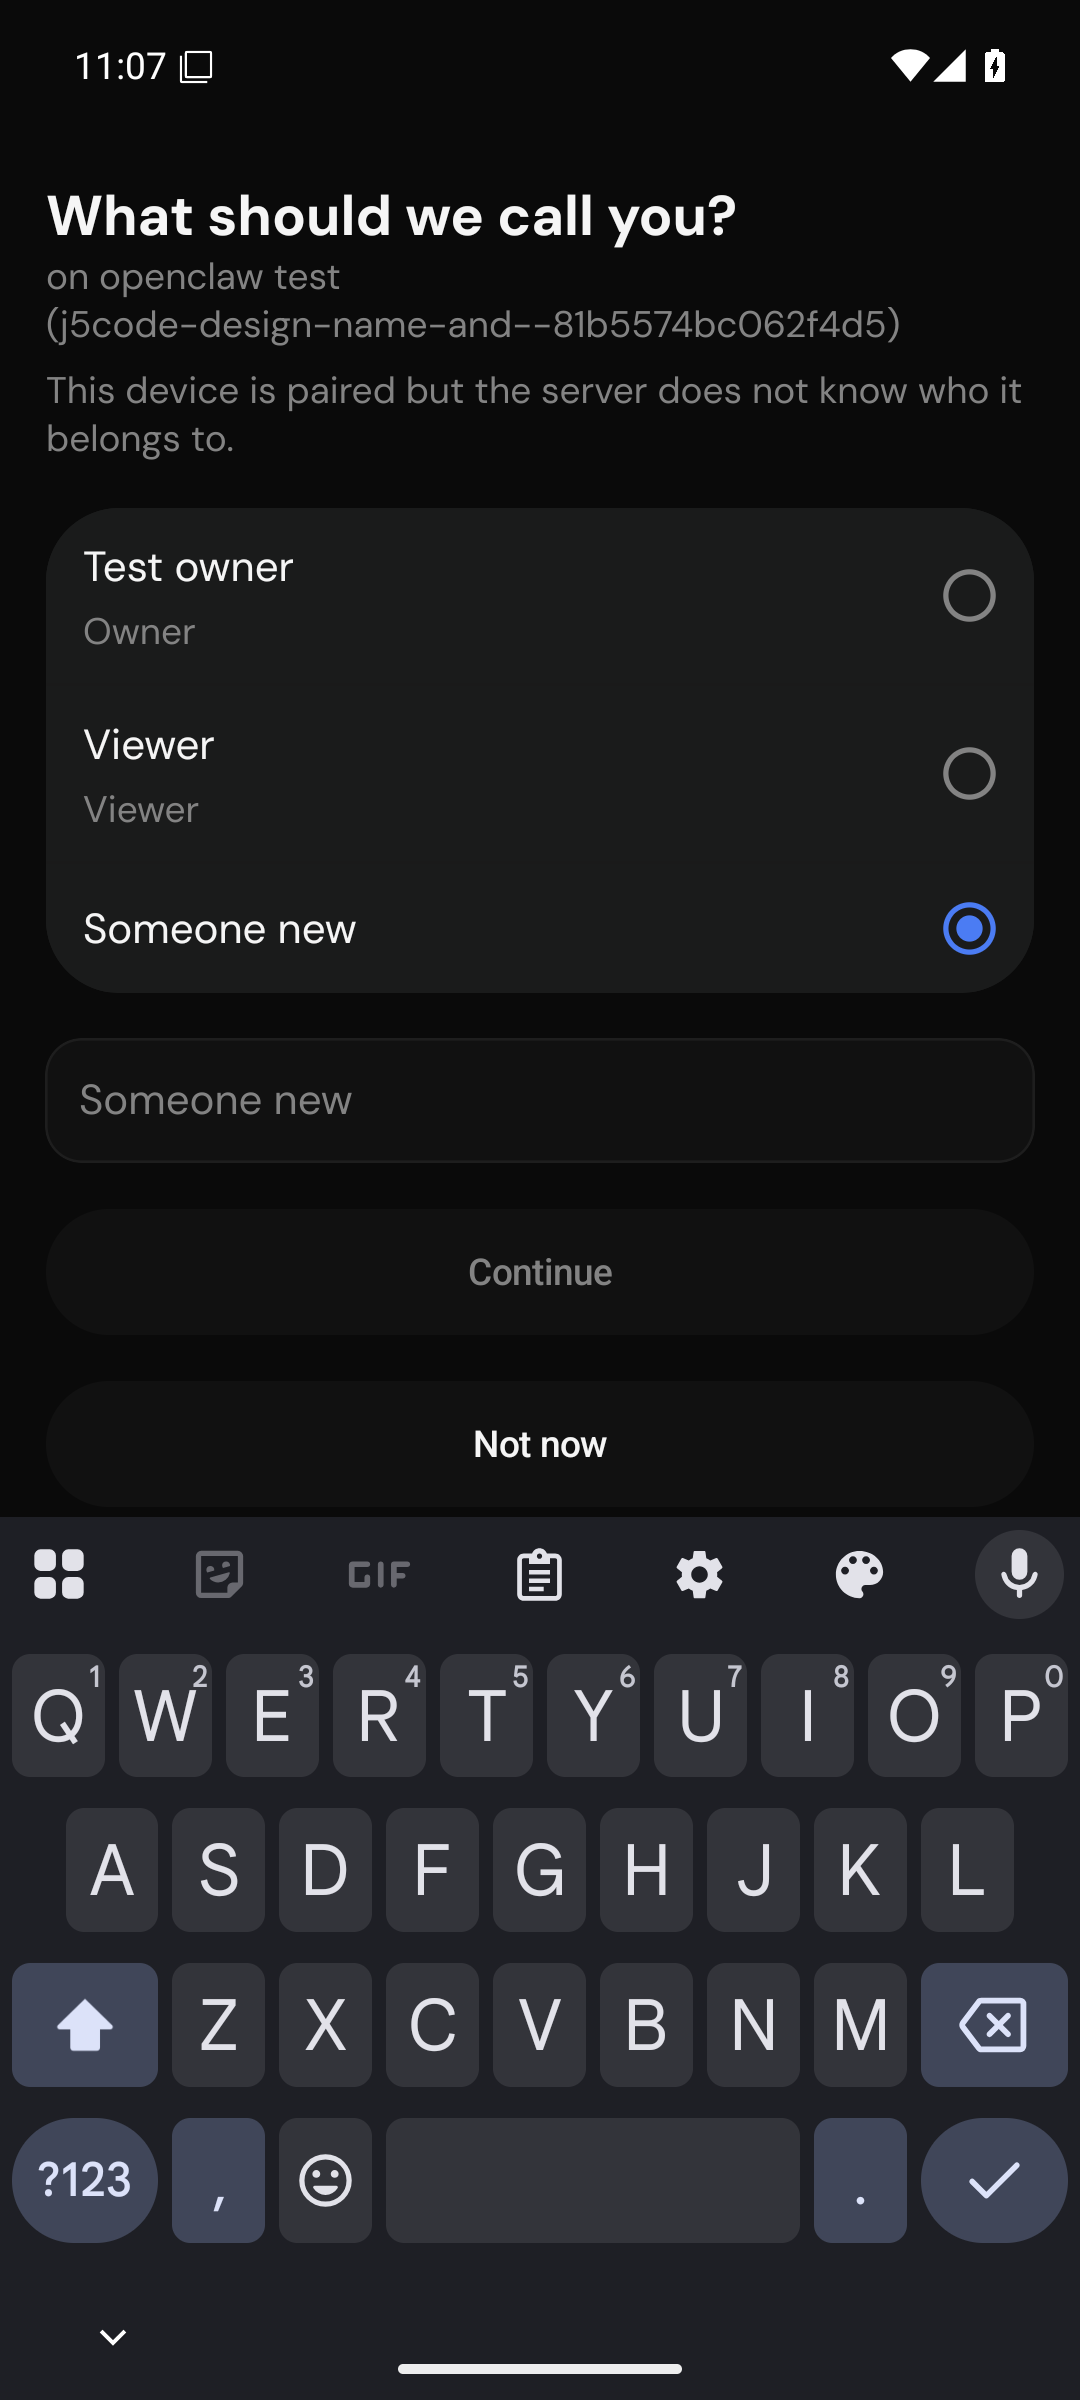 11:07
What should we call you?
on openclaw test
(j5code-design-name-and--81b5574bc062f4d5)
This device is paired but the server does not know who it
belongs to.
Test owner
Owner
Viewer
Viewer
Someone new
Someone new
Continue
Not now
GIF
Q1 W2 E3 R4 T5 Y6 U7 I8 O9 P0
A S D F G H J K L
Z X C V B N M
?123 , .